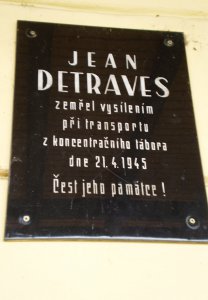 JEAN
DETRAVES
zemřel vysílením
při transportu
z koncentračního tábora
dne 21.4.1945
Čest jeho památce!